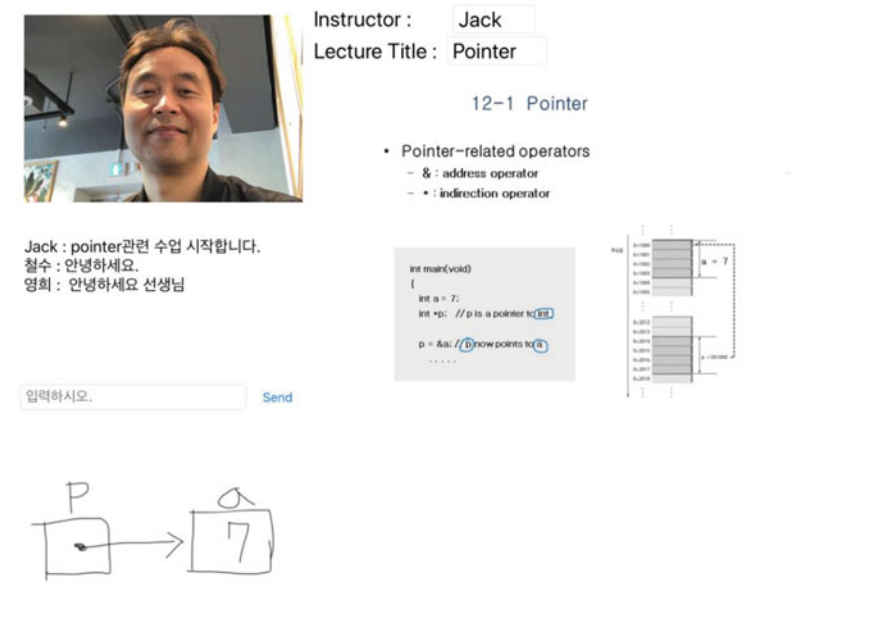 Instructor : Jack
Lecture Title : Pointer
12-1 Pointer
• Pointer-related operators
- & : address operator
- * : indirection operator
Jack : pointer관련 수업 시작합니다.
철수 : 안녕하세요.
영희 : 안녕하세요 선생님
int main(void)
{
int a = 7;
int *p; // p is a pointer to int
p = &a; // p now points to a
. . . . .
a = 7
입력하시오.
Send
P
a
7